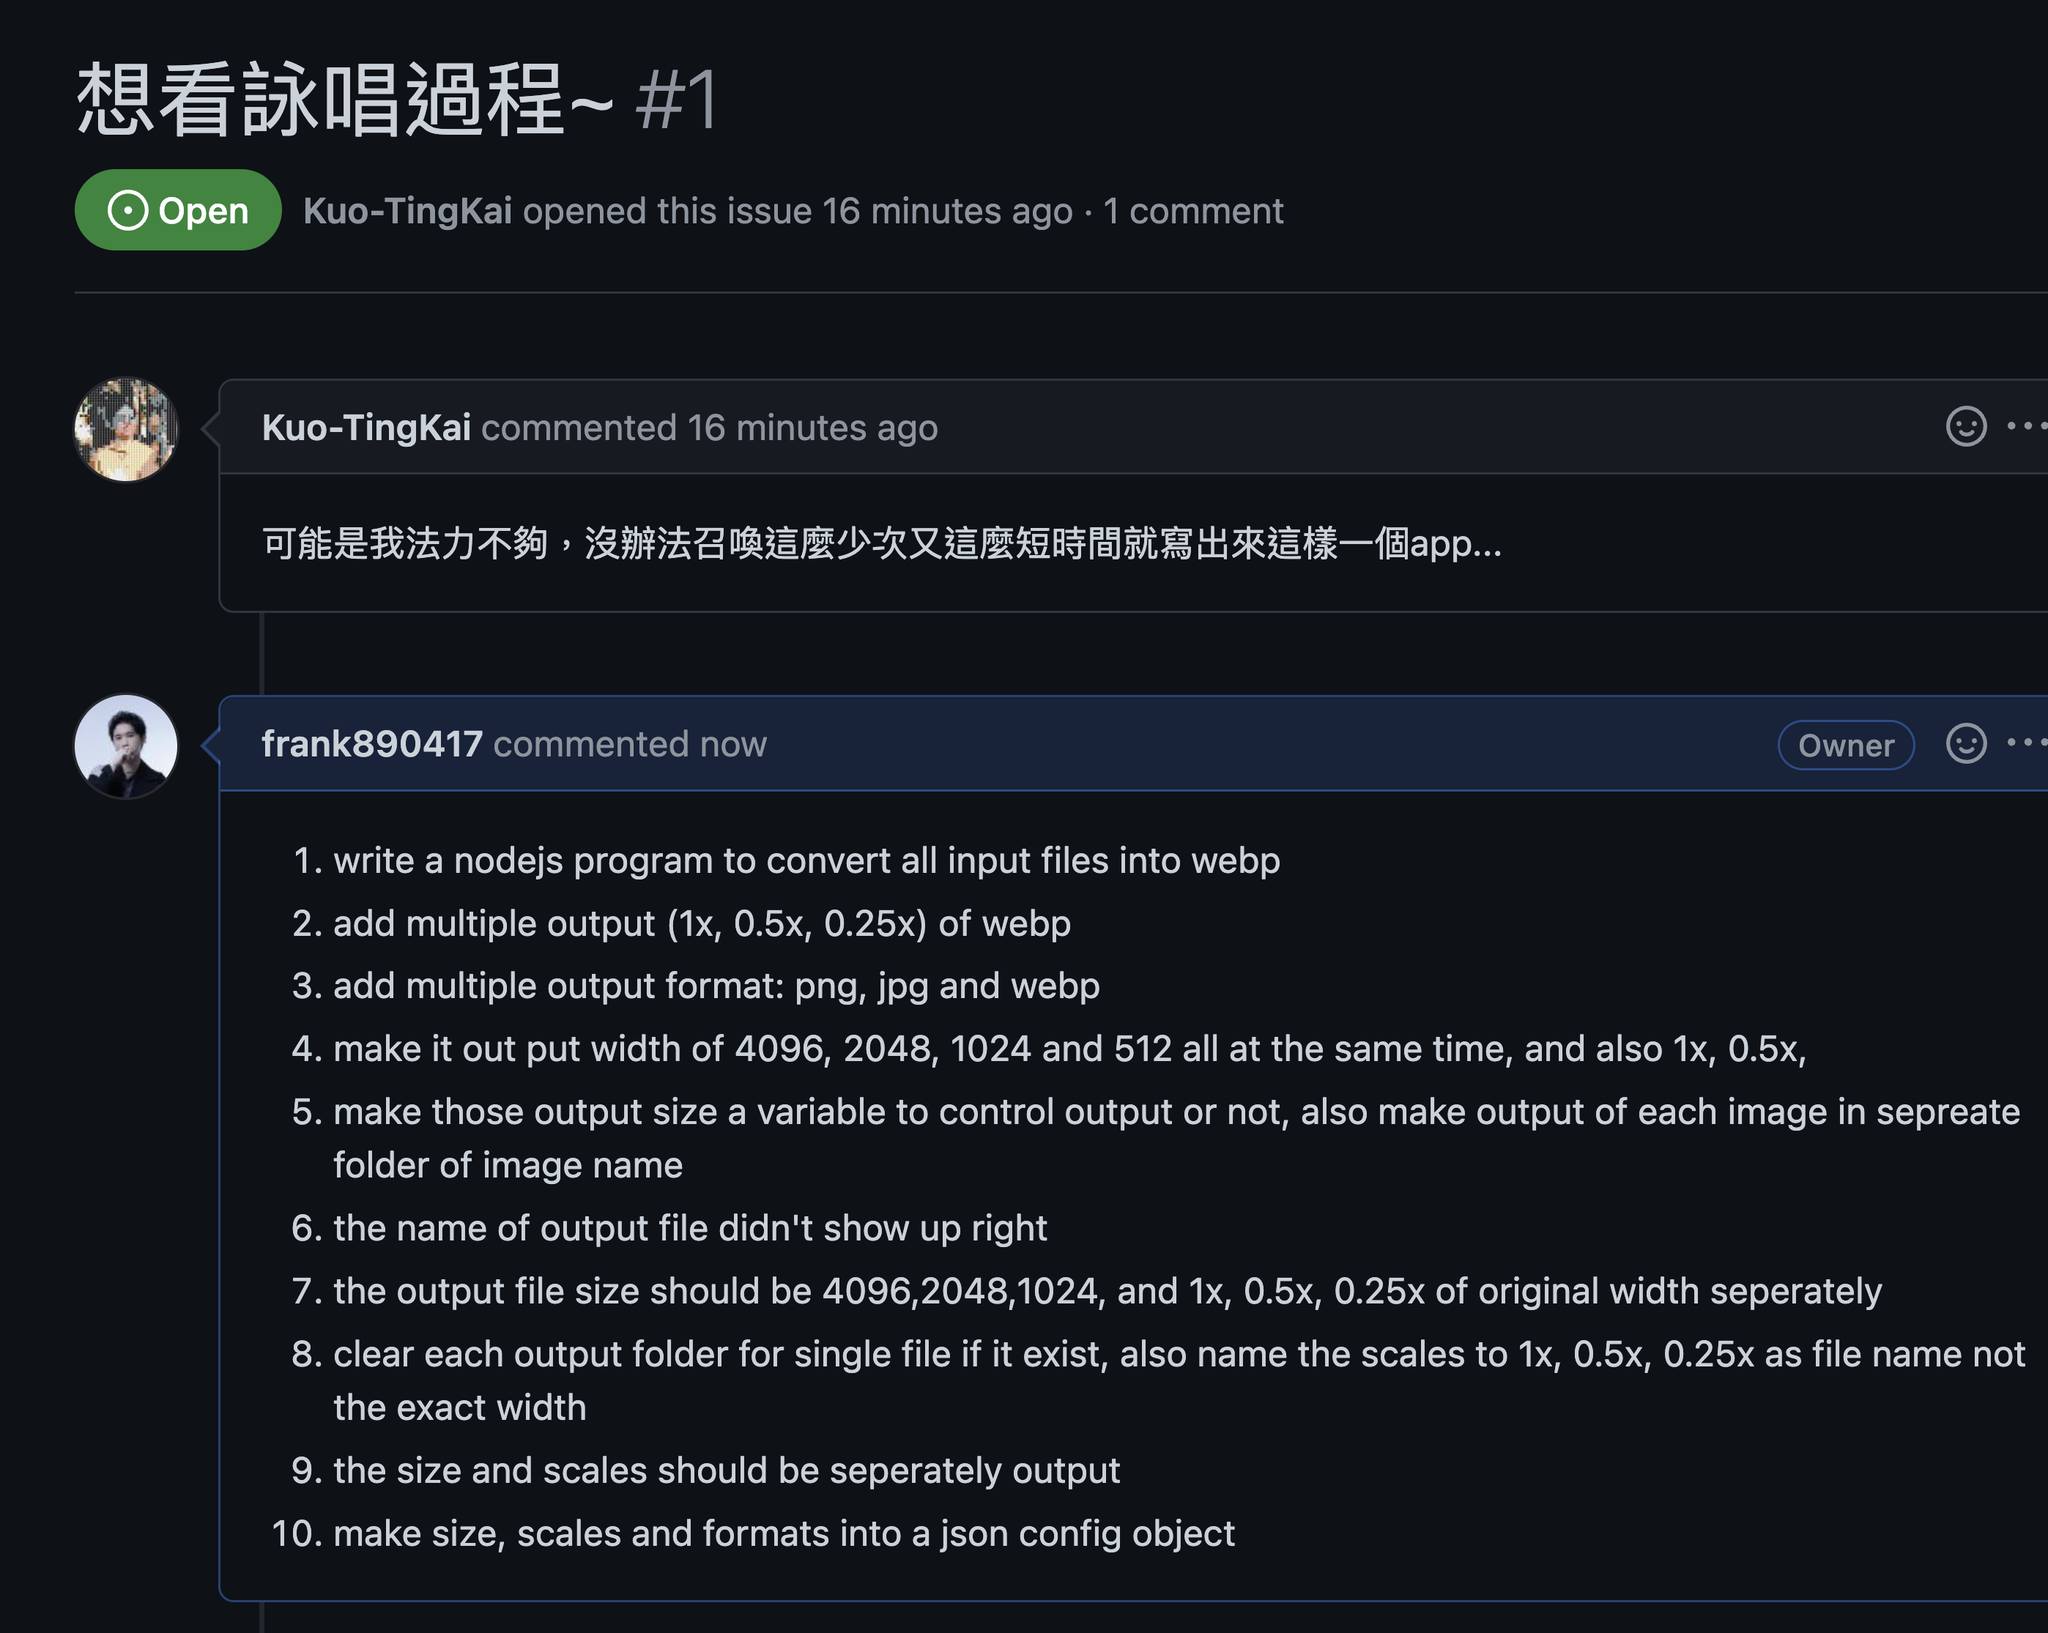 想看詠唱過程~ #1
Open Kuo-TingKai opened this issue 16 minutes ago · 1 comment
Kuo-TingKai commented 16 minutes ago
可能是我法力不夠，沒辦法召喚這麼少次又這麼短時間就寫出來這樣一個app...
frank890417 commented now Owner
1. write a nodejs program to convert all input files into webp
2. add multiple output (1x, 0.5x, 0.25x) of webp
3. add multiple output format: png, jpg and webp
4. make it out put width of 4096, 2048, 1024 and 512 all at the same time, and also 1x, 0.5x,
5. make those output size a variable to control output or not, also make output of each image in sepreate
folder of image name
6. the name of output file didn't show up right
7. the output file size should be 4096,2048,1024, and 1x, 0.5x, 0.25x of original width seperately
8. clear each output folder for single file if it exist, also name the scales to 1x, 0.5x, 0.25x as file name not
the exact width
9. the size and scales should be seperately output
10. make size, scales and formats into a json config object